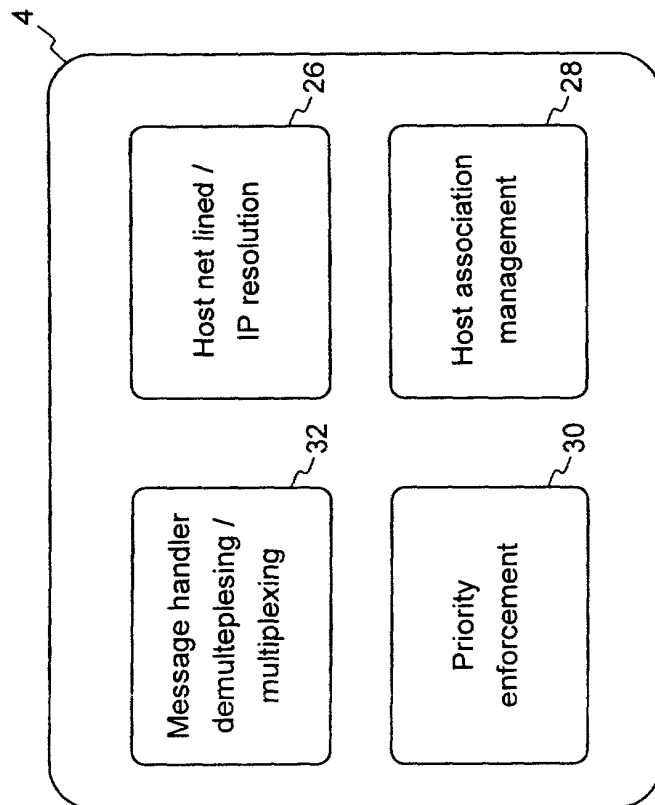 4
Message handler
demulteplesing /
multiplexing
32
Host net lined /
IP resolution
26
Priority
enforcement
30
Host association
management
28